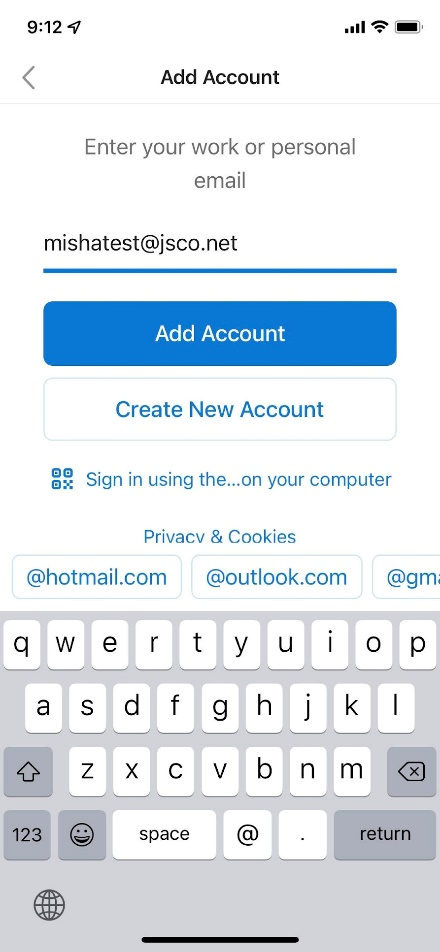 9:12
Add Account
Enter your work or personal
email
mishatest@jsco.net
Add Account
Create New Account
Sign in using the...on your computer
Privacy & Cookies
@hotmail.com @outlook.com @gma
q w e r t y u i o p
a s d f g h j k l
z x c v b n m
123 space @ . return